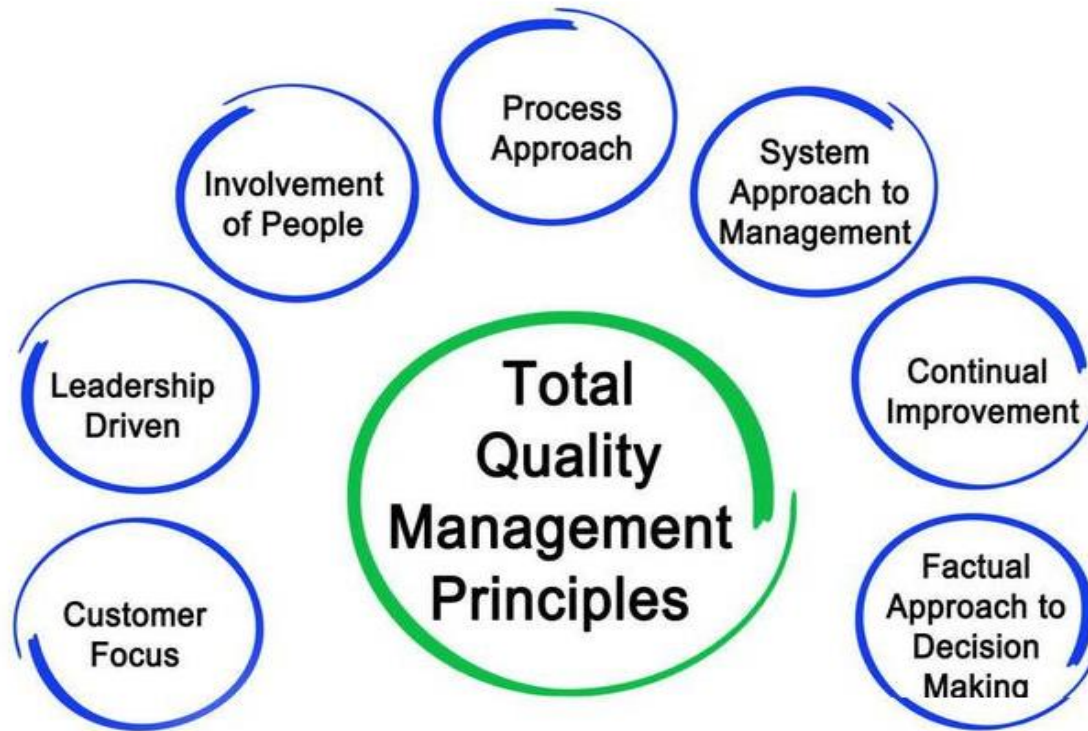 Process
Approach
System
Approach to
Management
Involvement
of People
Continual
Improvement
Leadership
Driven
Total
Quality
Management
Principles
Factual
Approach to
Decision
Making
Customer
Focus